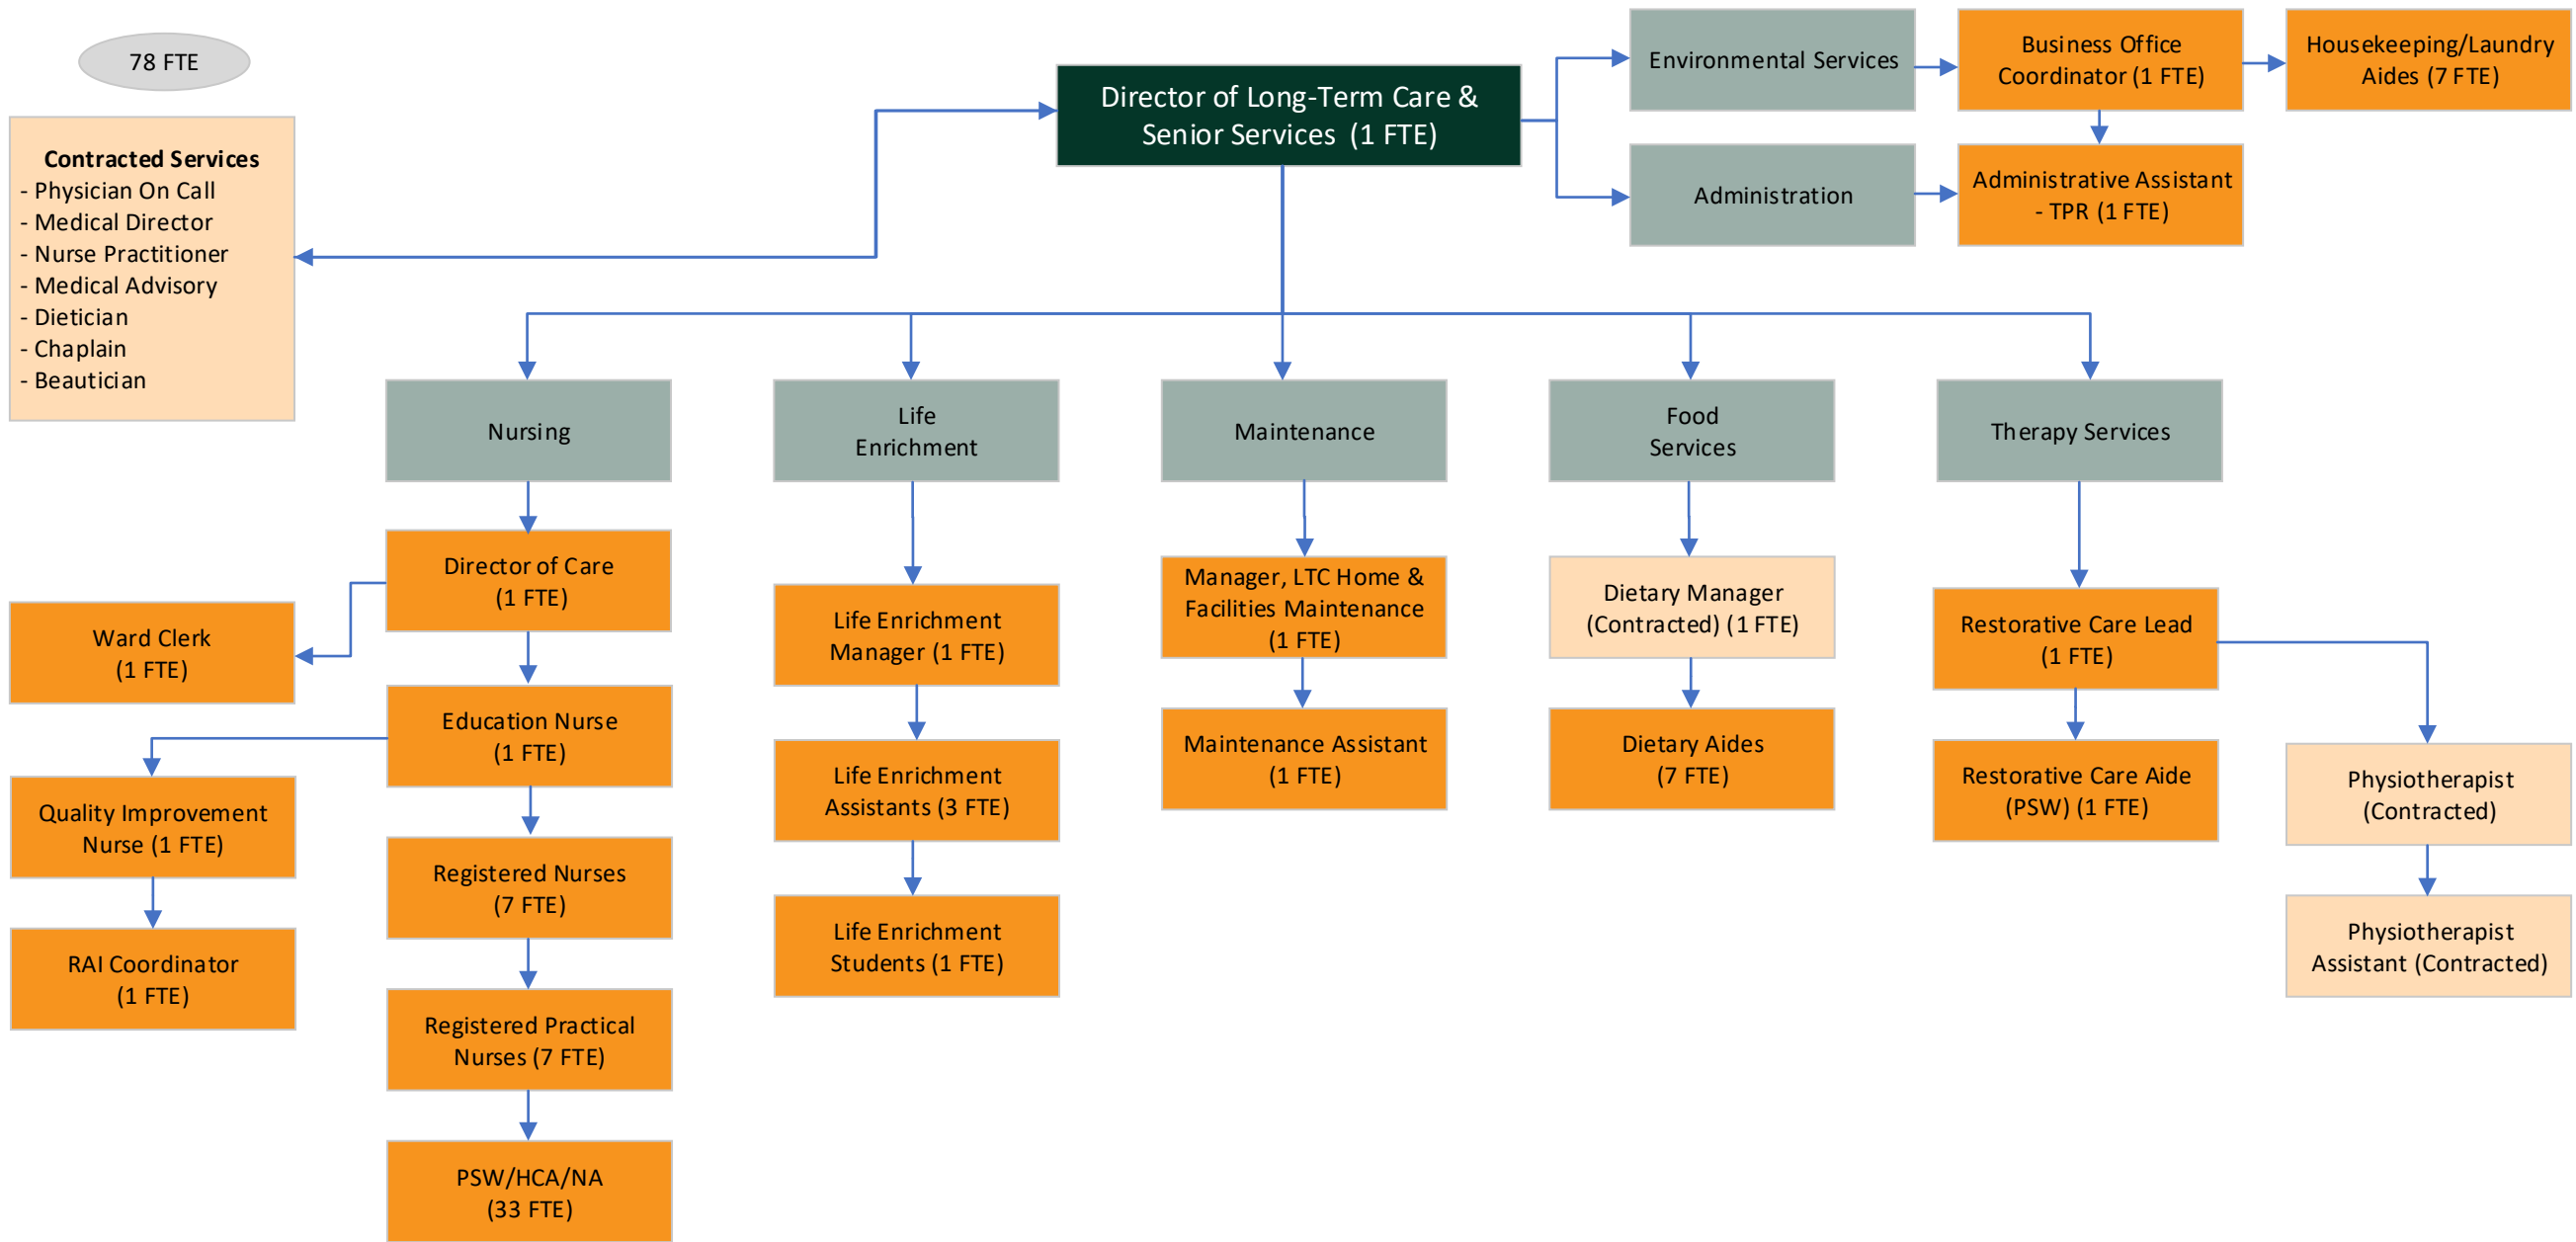 78 FTE
Contracted Services
- Physician On Call
- Medical Director
- Nurse Practitioner
- Medical Advisory
- Dietician
- Chaplain
- Beautician
Director of Long-Term Care &
Senior Services (1 FTE)
Environmental Services
Business Office
Coordinator (1 FTE)
Housekeeping/Laundry
Aides (7 FTE)
Administration
Administrative Assistant
- TPR (1 FTE)
Nursing
Director of Care
(1 FTE)
Ward Clerk
(1 FTE)
Education Nurse
(1 FTE)
Quality Improvement
Nurse (1 FTE)
RAI Coordinator
(1 FTE)
Registered Nurses
(7 FTE)
Registered Practical
Nurses (7 FTE)
PSW/HCA/NA
(33 FTE)
Life
Enrichment
Life Enrichment
Manager (1 FTE)
Life Enrichment
Assistants (3 FTE)
Life Enrichment
Students (1 FTE)
Maintenance
Manager, LTC Home &
Facilities Maintenance
(1 FTE)
Maintenance Assistant
(1 FTE)
Food
Services
Dietary Manager
(Contracted) (1 FTE)
Dietary Aides
(7 FTE)
Therapy Services
Restorative Care Lead
(1 FTE)
Restorative Care Aide
(PSW) (1 FTE)
Physiotherapist
(Contracted)
Physiotherapist
Assistant (Contracted)